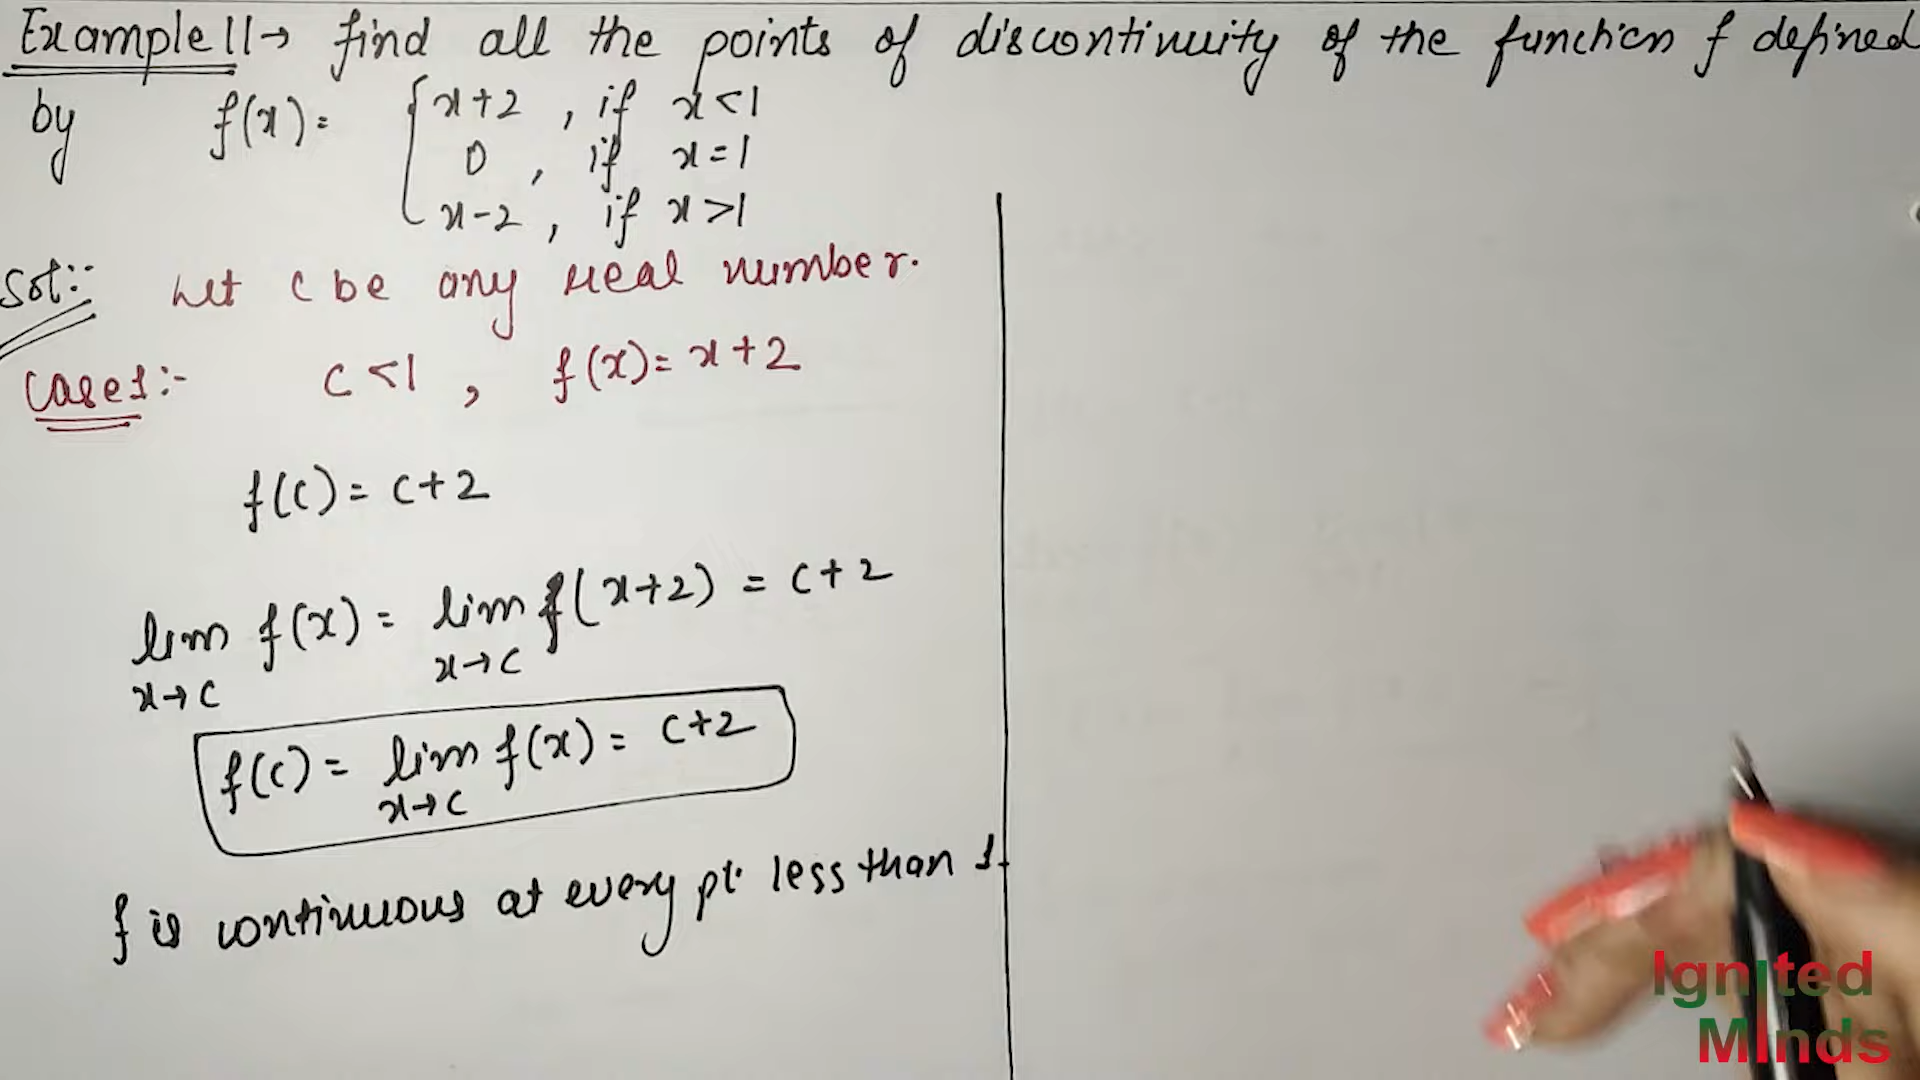 Example 11→ find all the points of discontinuity of the function f defined
by f(x)= { x+2 , if x<1
0 , if x=1
x-2 , if x>1
Sol:- Let c be any real number.
Case1:- c<1 , f(x)= x+2
f(c)= c+2
lim f(x)= lim f(x+2) = c+2
x→c x→c
f(c)= lim f(x)= c+2
x→c
f is continuous at every pt. less than 1.
Ignited
Minds